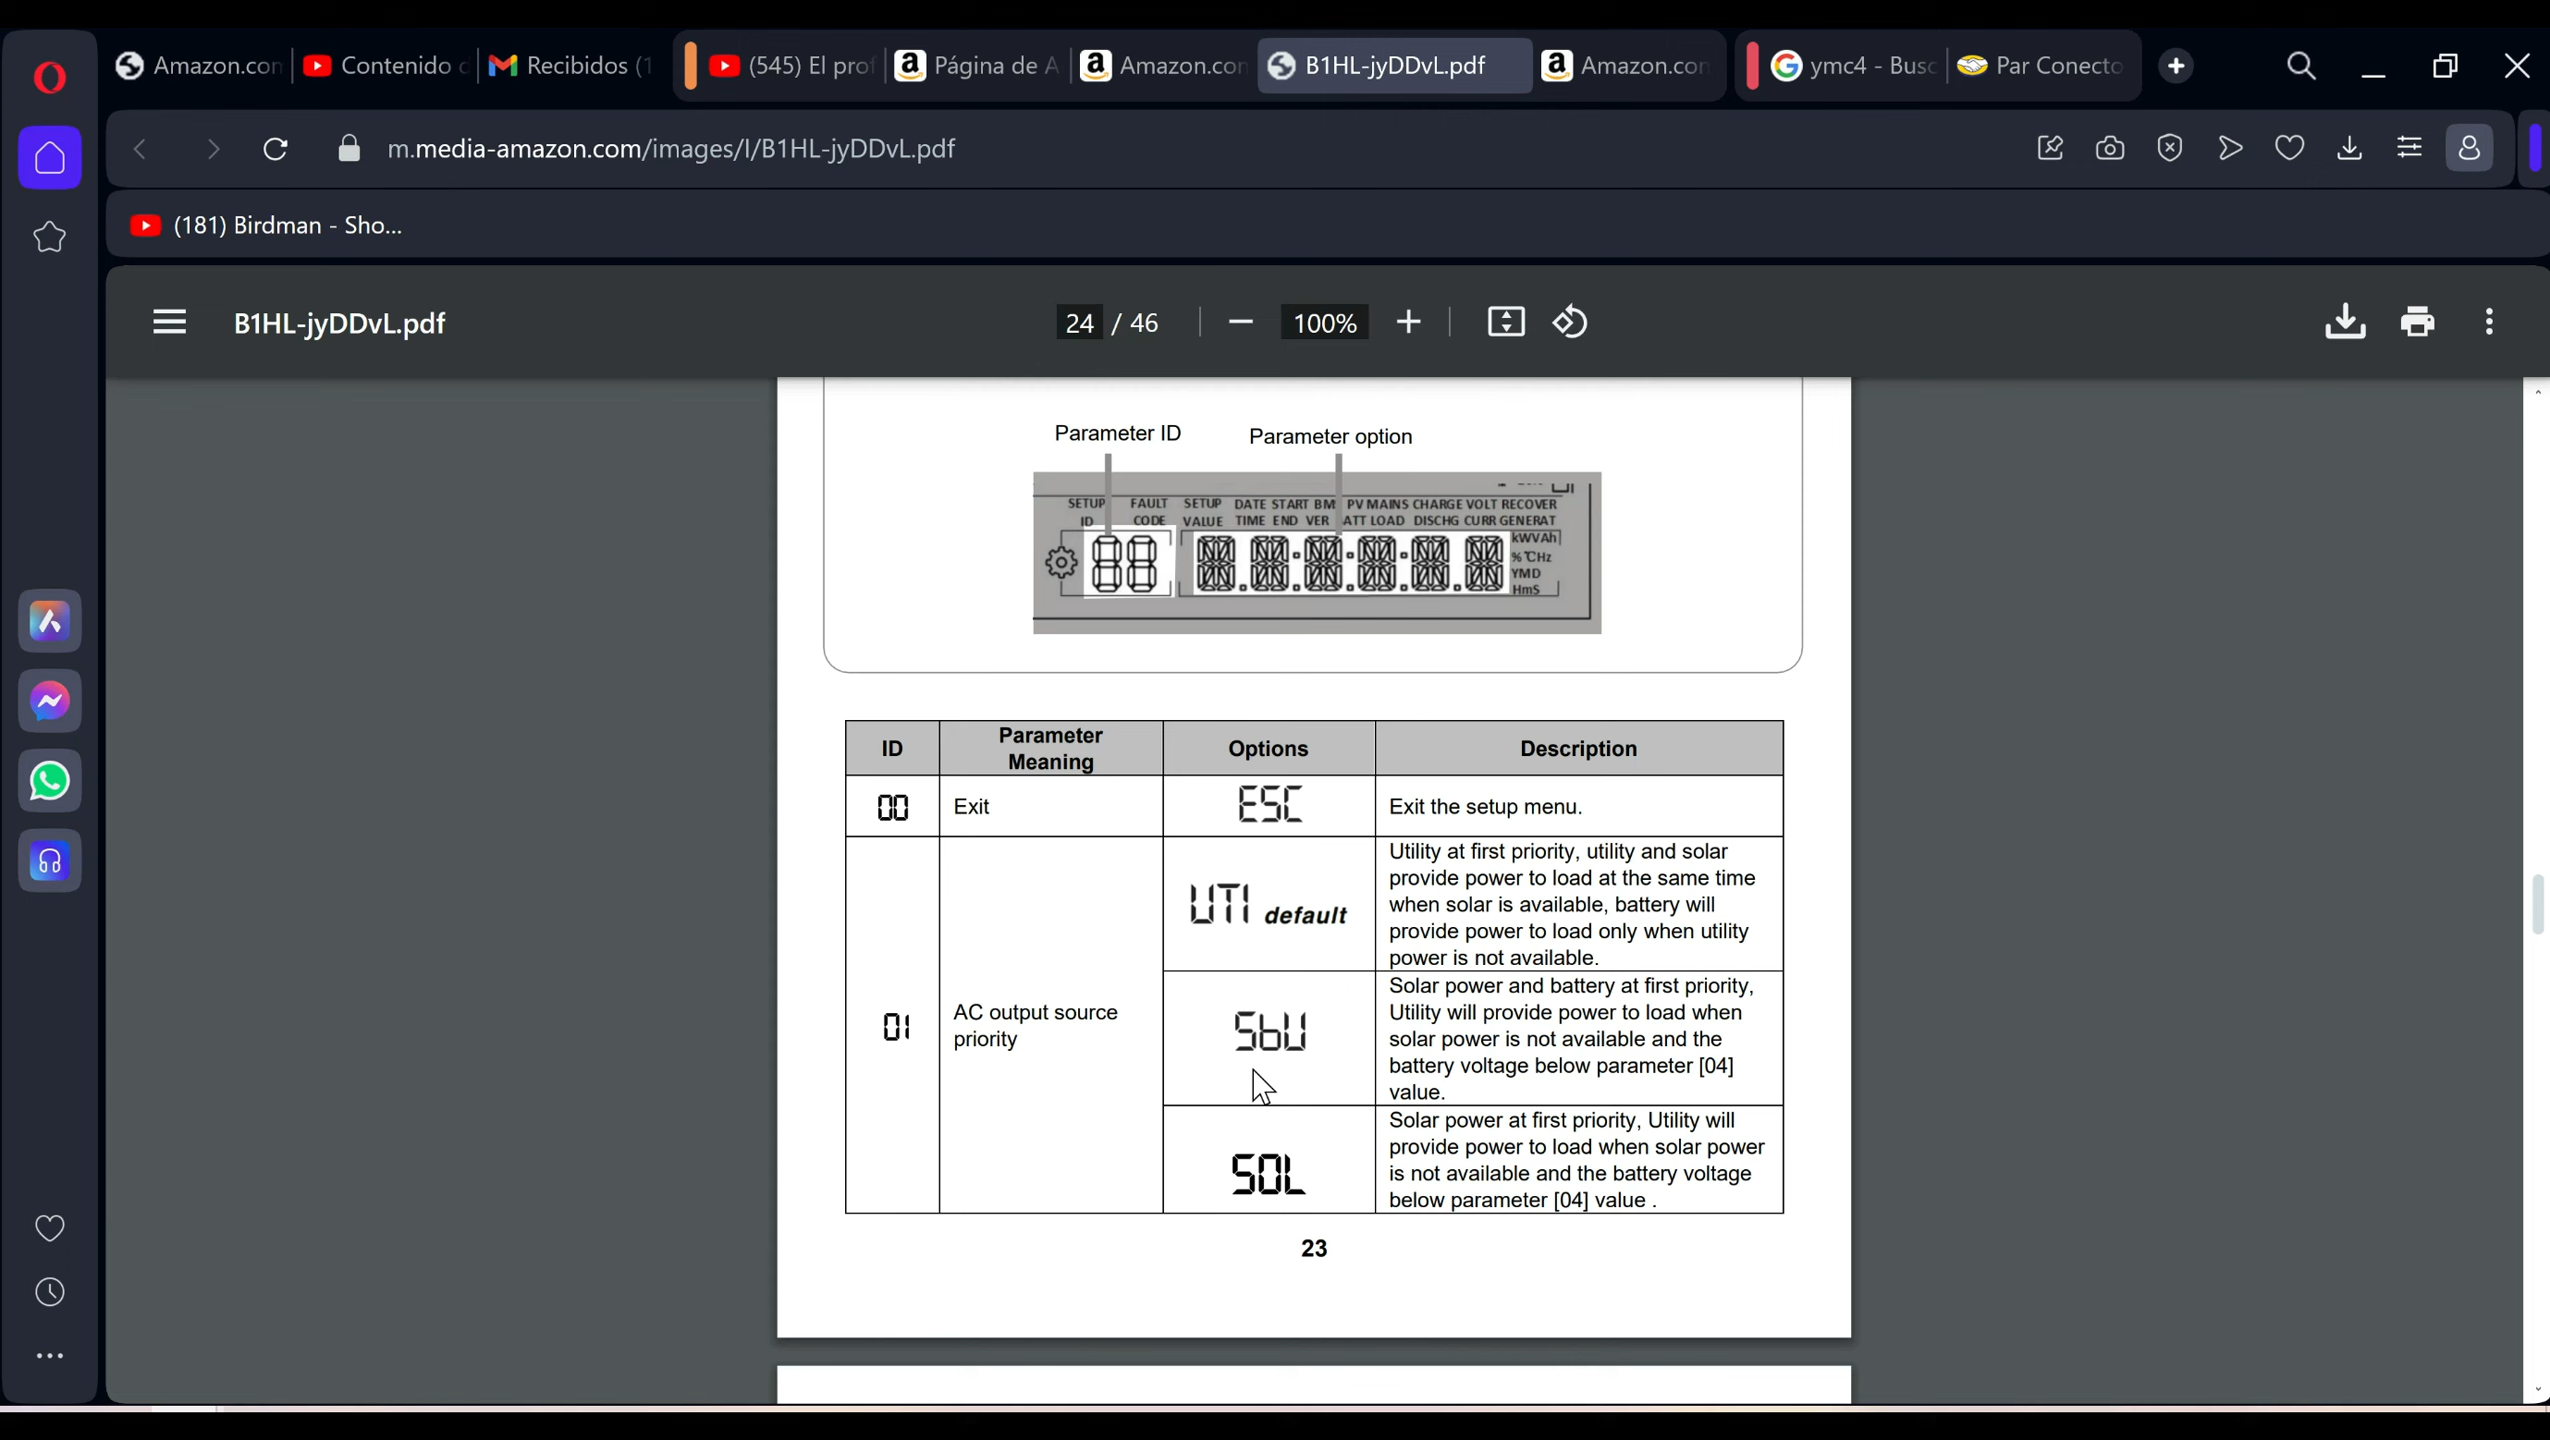 Amazon.con
Contenido d
Recibidos (1
(545) El prof
Página de A
Amazon.con
B1HL-jyDDvL.pdf
Amazon.con
ymc4 - Busc
Par Conecto
m.media-amazon.com/images/I/B1HL-jyDDvL.pdf
(181) Birdman - Sho...
B1HL-jyDDvL.pdf
24 / 46
100%
Parameter ID
Parameter option
SETUP FAULT SETUP DATE START BMS PV MAINS CHARGE VOLT RECOVER
ID CODE VALUE TIME END VER BATT LOAD DISCHG CURR GENERAT
kWVAh
%℃Hz
YMD
HmS
ID
Parameter
Meaning
Options
Description
00
Exit
ESC
Exit the setup menu.
01
AC output source
priority
UTI default
Utility at first priority, utility and solar
provide power to load at the same time
when solar is available, battery will
provide power to load only when utility
power is not available.
SbU
Solar power and battery at first priority,
Utility will provide power to load when
solar power is not available and the
battery voltage below parameter [04]
value.
SOL
Solar power at first priority, Utility will
provide power to load when solar power
is not available and the battery voltage
below parameter [04] value .
23